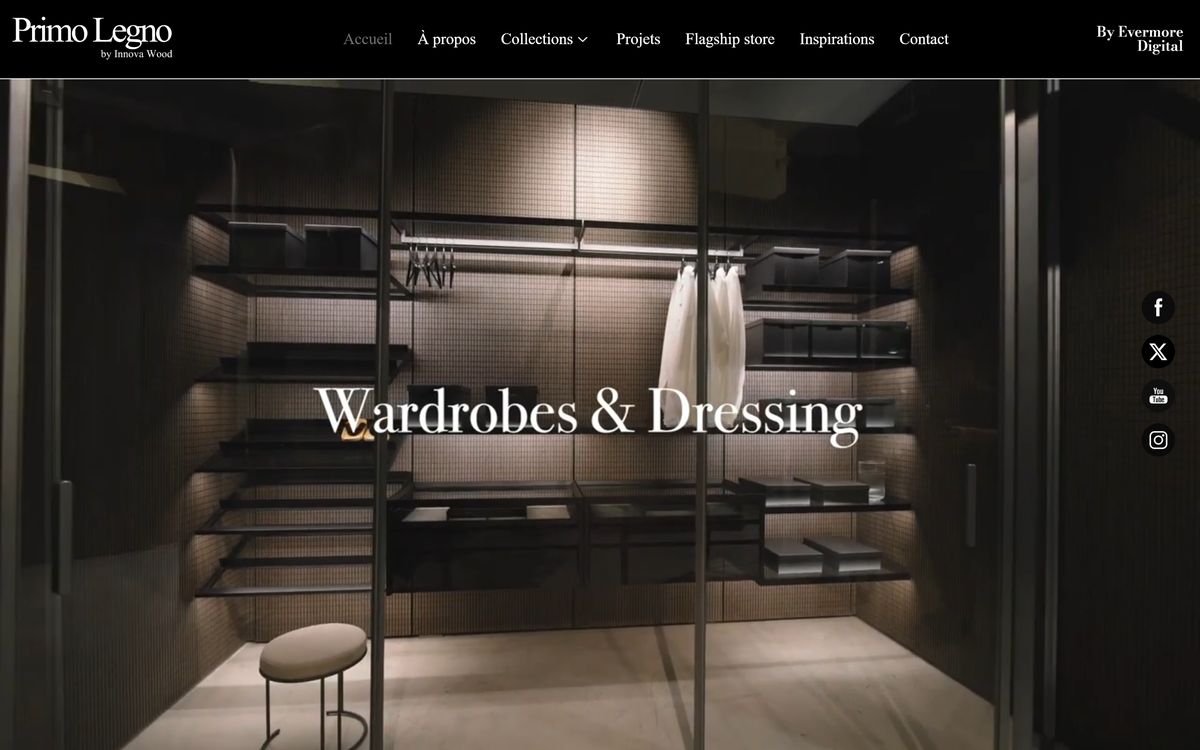 Primo Legno
by Innova Wood
Accueil À propos Collections Projets Flagship store Inspirations Contact
By Evermore
Digital
Wardrobes & Dressing
You
Tube